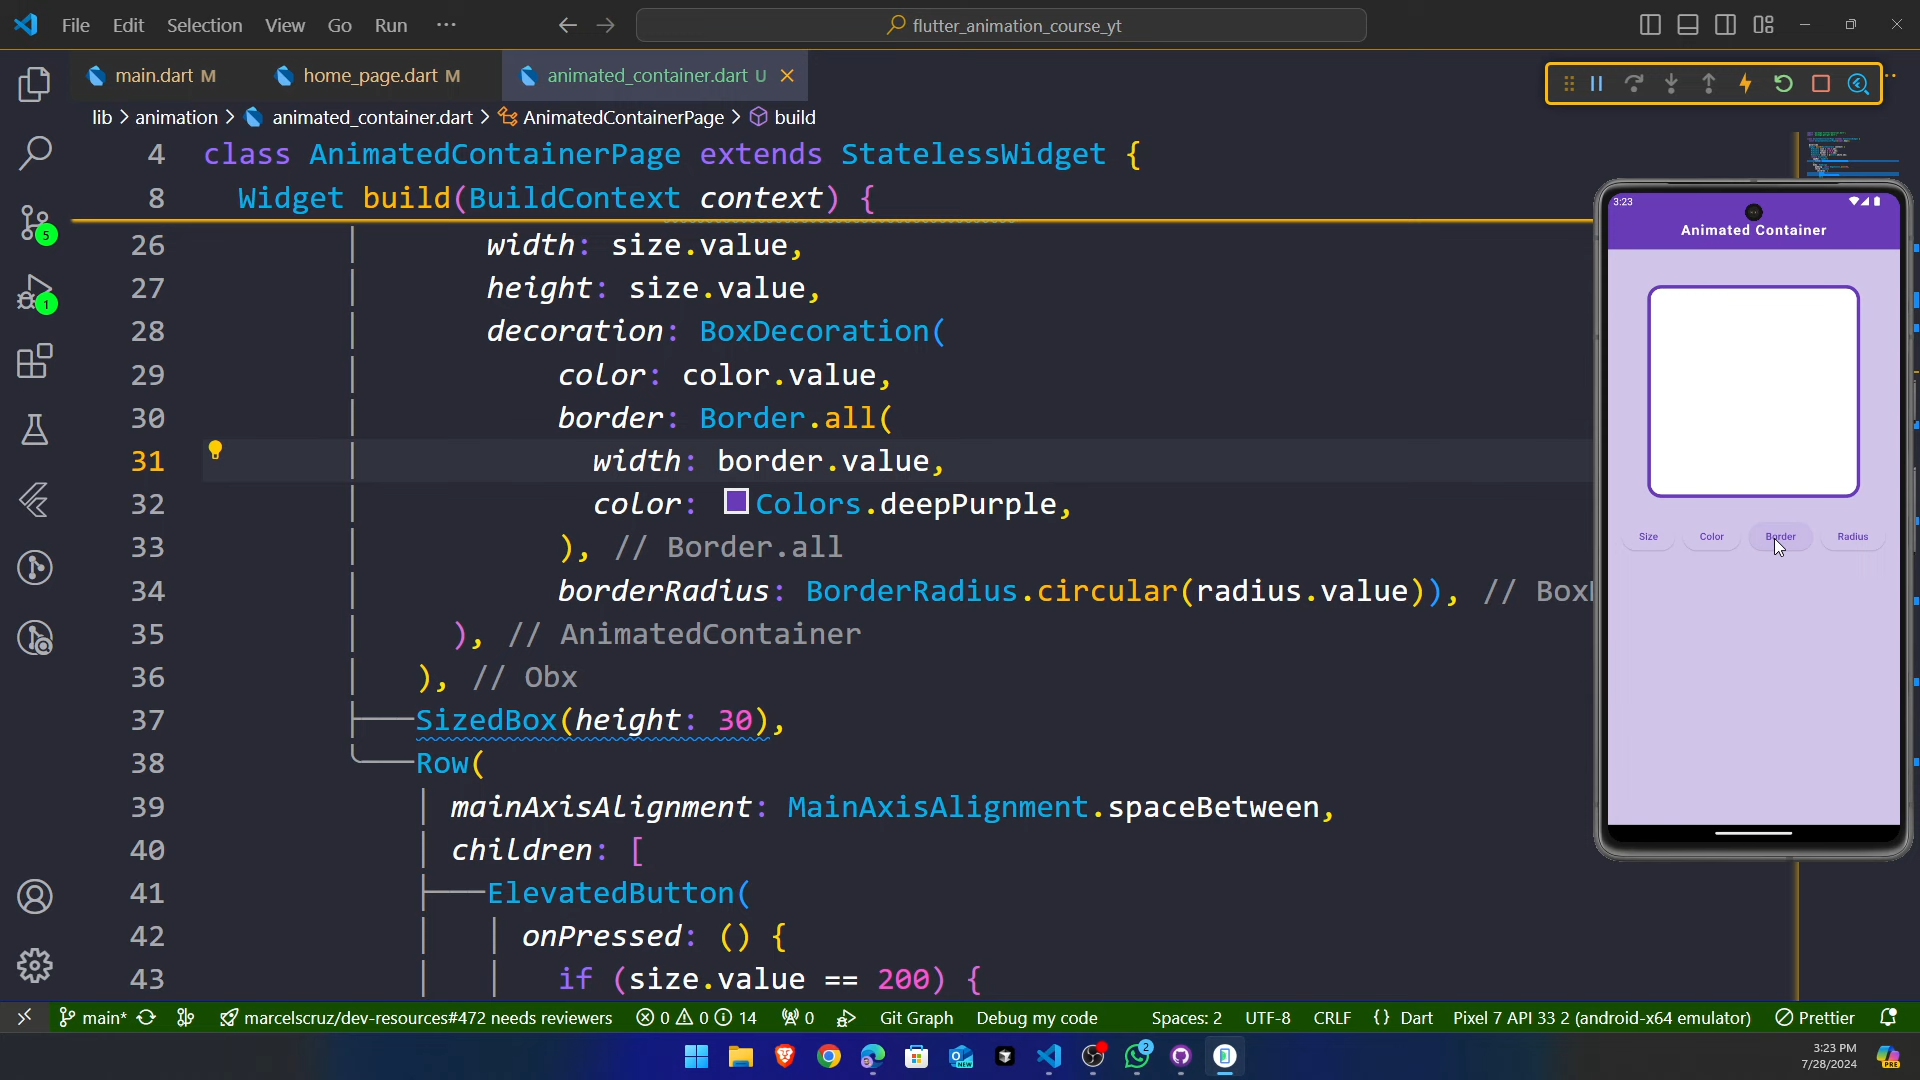 File Edit Selection View Go Run ···
flutter_animation_course_yt
main.dart M
home_page.dart M
animated_container.dart U
lib > animation > animated_container.dart > AnimatedContainerPage > build
4 class AnimatedContainerPage extends StatelessWidget {
8 Widget build(BuildContext context) {
26 width: size.value,
27 height: size.value,
28 decoration: BoxDecoration(
29 color: color.value,
30 border: Border.all(
31 width: border.value,
32 color: Colors.deepPurple,
33 ), // Border.all
34 borderRadius: BorderRadius.circular(radius.value)), // Box
35 ), // AnimatedContainer
36 ), // Obx
37 SizedBox(height: 30),
38 Row(
39 mainAxisAlignment: MainAxisAlignment.spaceBetween,
40 children: [
41 ElevatedButton(
42 onPressed: () {
43 if (size.value == 200) {
5
1
3:23
Animated Container
Size Color Border Radius
main* marcelscruz/dev-resources#472 needs reviewers 0 0 14 0 Git Graph Debug my code Spaces: 2 UTF-8 CRLF {} Dart Pixel 7 API 33 2 (android-x64 emulator) Prettier
NEW
2
3:23 PM
7/28/2024
PRE